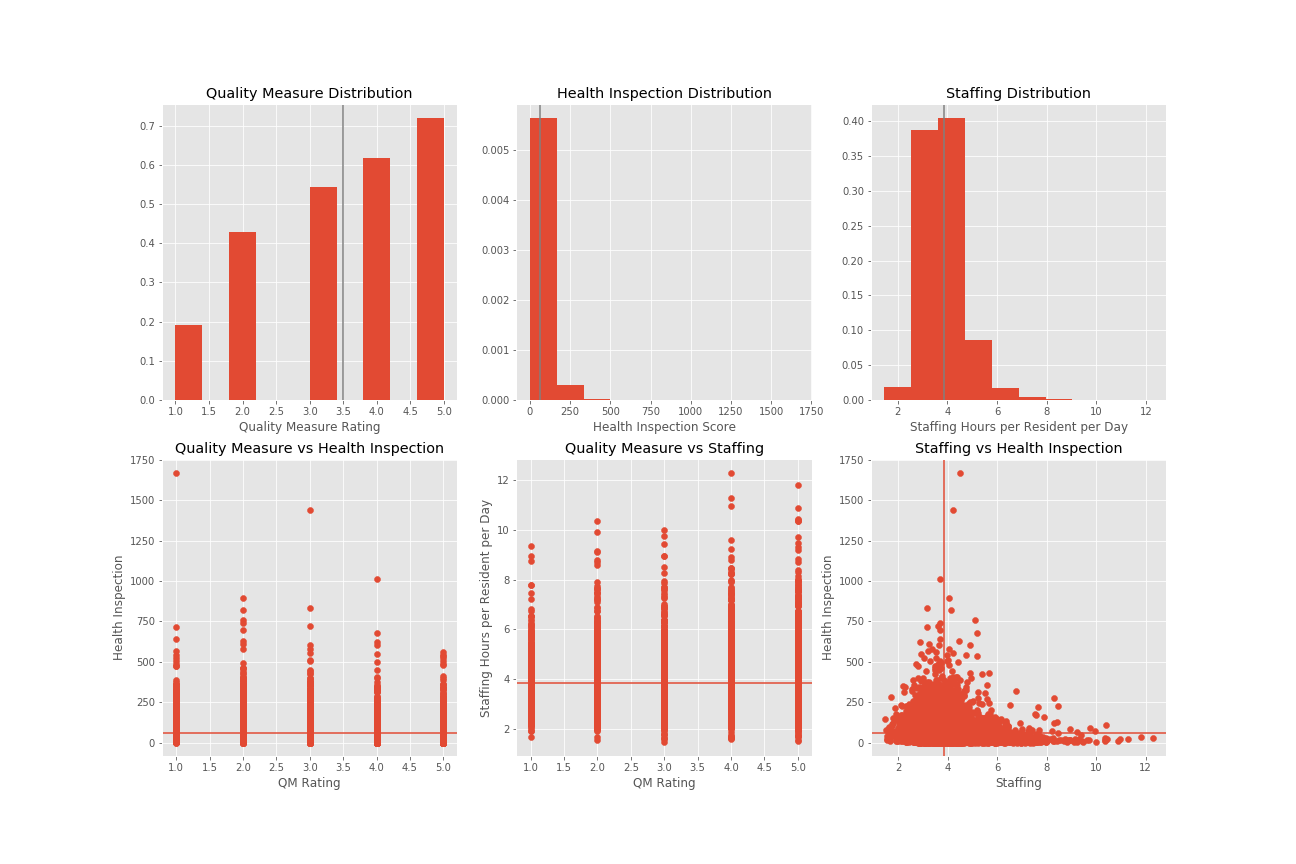 Quality Measure Distribution
0.7
0.6
0.5
0.4
0.3
0.2
0.1
0.0
1.0 1.5 2.0 2.5 3.0 3.5 4.0 4.5 5.0
Quality Measure Rating
Health Inspection Distribution
0.005
0.004
0.003
0.002
0.001
0.000
0 250 500 750 1000 1250 1500 1750
Health Inspection Score
Staffing Distribution
0.40
0.35
0.30
0.25
0.20
0.15
0.10
0.05
0.00
2 4 6 8 10 12
Staffing Hours per Resident per Day
Quality Measure vs Health Inspection
Health Inspection
1750
1500
1250
1000
750
500
250
0
1.0 1.5 2.0 2.5 3.0 3.5 4.0 4.5 5.0
QM Rating
Quality Measure vs Staffing
Staffing Hours per Resident per Day
12
10
8
6
4
2
1.0 1.5 2.0 2.5 3.0 3.5 4.0 4.5 5.0
QM Rating
Staffing vs Health Inspection
Health Inspection
1750
1500
1250
1000
750
500
250
0
2 4 6 8 10 12
Staffing